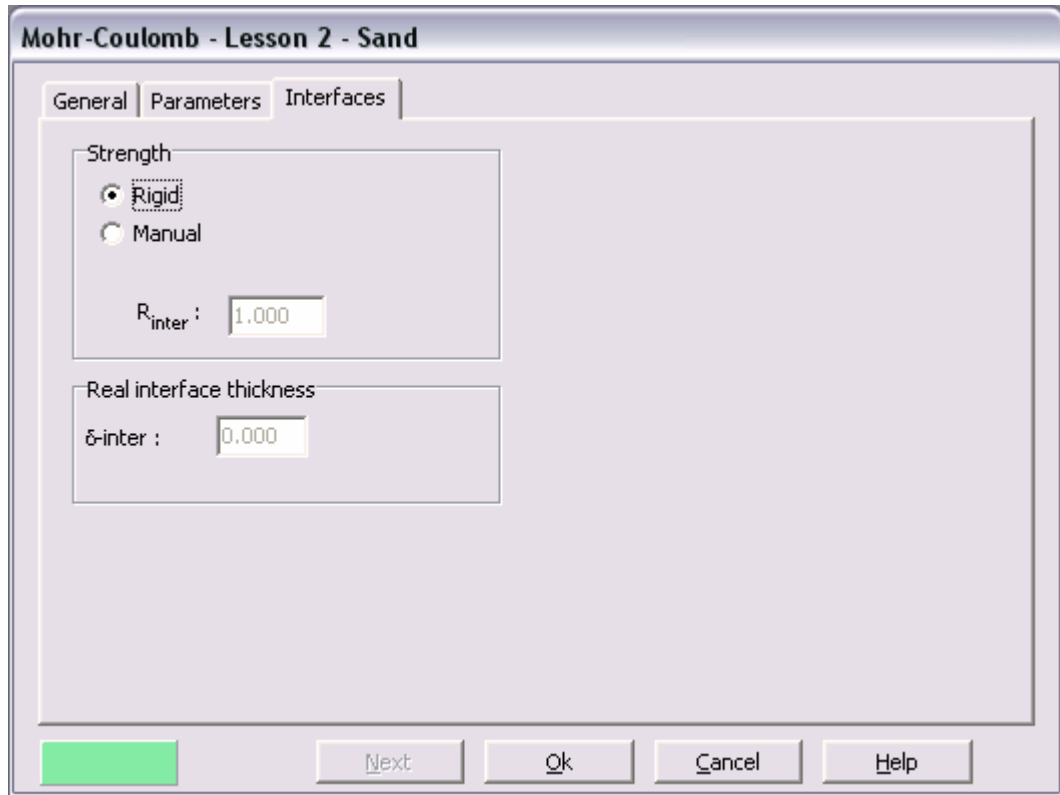 Mohr-Coulomb - Lesson 2 - Sand
General Parameters Interfaces
Strength
Rigid
Manual
Rinter : 1.000
Real interface thickness
δ-inter : 0.000
Next Ok Cancel Help